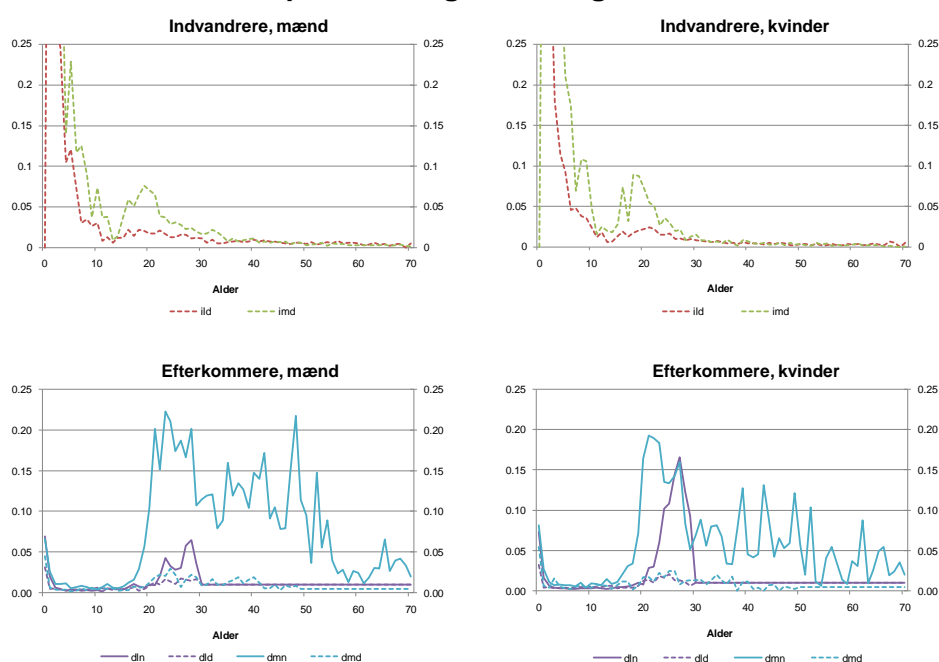 Indvandrere, mænd
0.25 0.25
0.2 0.2
0.15 0.15
0.1 0.1
0.05 0.05
0 0
0 10 20 30 40 50 60 70
Alder
ild imd
Indvandrere, kvinder
0.25 0.25
0.2 0.2
0.15 0.15
0.1 0.1
0.05 0.05
0 0
0 10 20 30 40 50 60 70
Alder
ild imd
Efterkommere, mænd
0.25 0.25
0.20 0.20
0.15 0.15
0.10 0.10
0.05 0.05
0.00 0.00
0 10 20 30 40 50 60 70
Alder
dln dld dmn dmd
Efterkommere, kvinder
0.25 0.25
0.20 0.20
0.15 0.15
0.10 0.10
0.05 0.05
0.00 0.00
0 10 20 30 40 50 60 70
Alder
dln dld dmn dmd